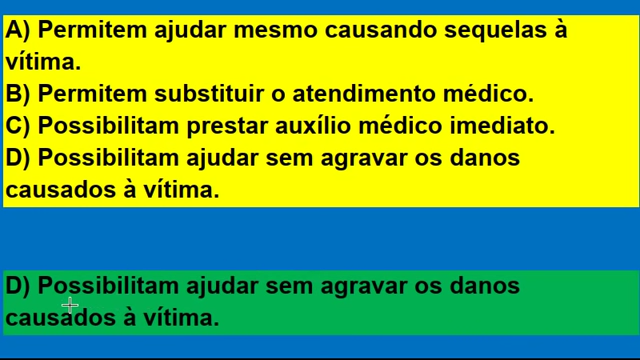 A) Permitem ajudar mesmo causando sequelas à
vítima.
B) Permitem substituir o atendimento médico.
C) Possibilitam prestar auxílio médico imediato.
D) Possibilitam ajudar sem agravar os danos
causados à vítima.
D) Possibilitam ajudar sem agravar os danos
causados à vítima.